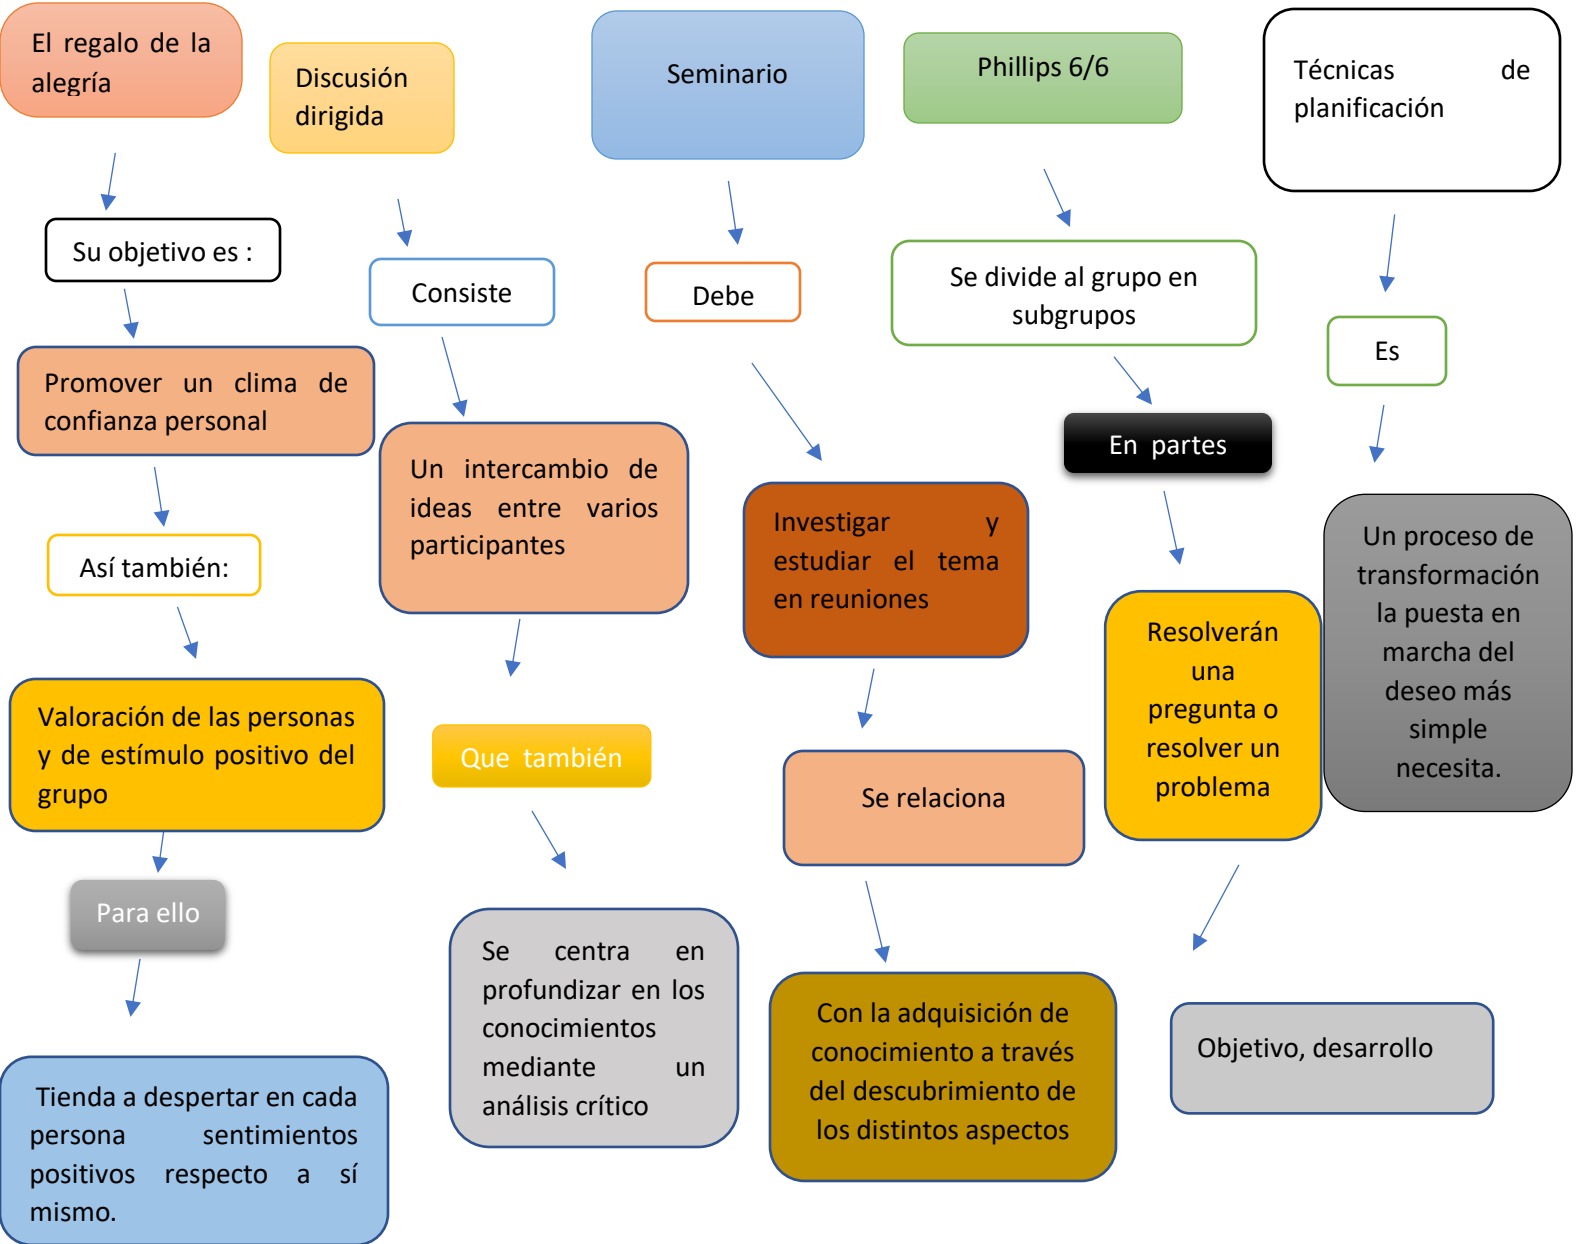 El regalo de la
alegría
Su objetivo es :
Promover un clima de
confianza personal
Así también:
Valoración de las personas
y de estímulo positivo del
grupo
Para ello
Tienda a despertar en cada
persona sentimientos
positivos respecto a sí
mismo.
Discusión
dirigida
Consiste
Un intercambio de
ideas entre varios
participantes
Que también
Se centra en
profundizar en los
conocimientos
mediante un
análisis crítico
Seminario
Debe
Investigar y
estudiar el tema
en reuniones
Se relaciona
Con la adquisición de
conocimiento a través
del descubrimiento de
los distintos aspectos
Phillips 6/6
Se divide al grupo en
subgrupos
En partes
Resolverán
una
pregunta o
resolver un
problema
Objetivo, desarrollo
Técnicas de
planificación
Es
Un proceso de
transformación
la puesta en
marcha del
deseo más
simple
necesita.